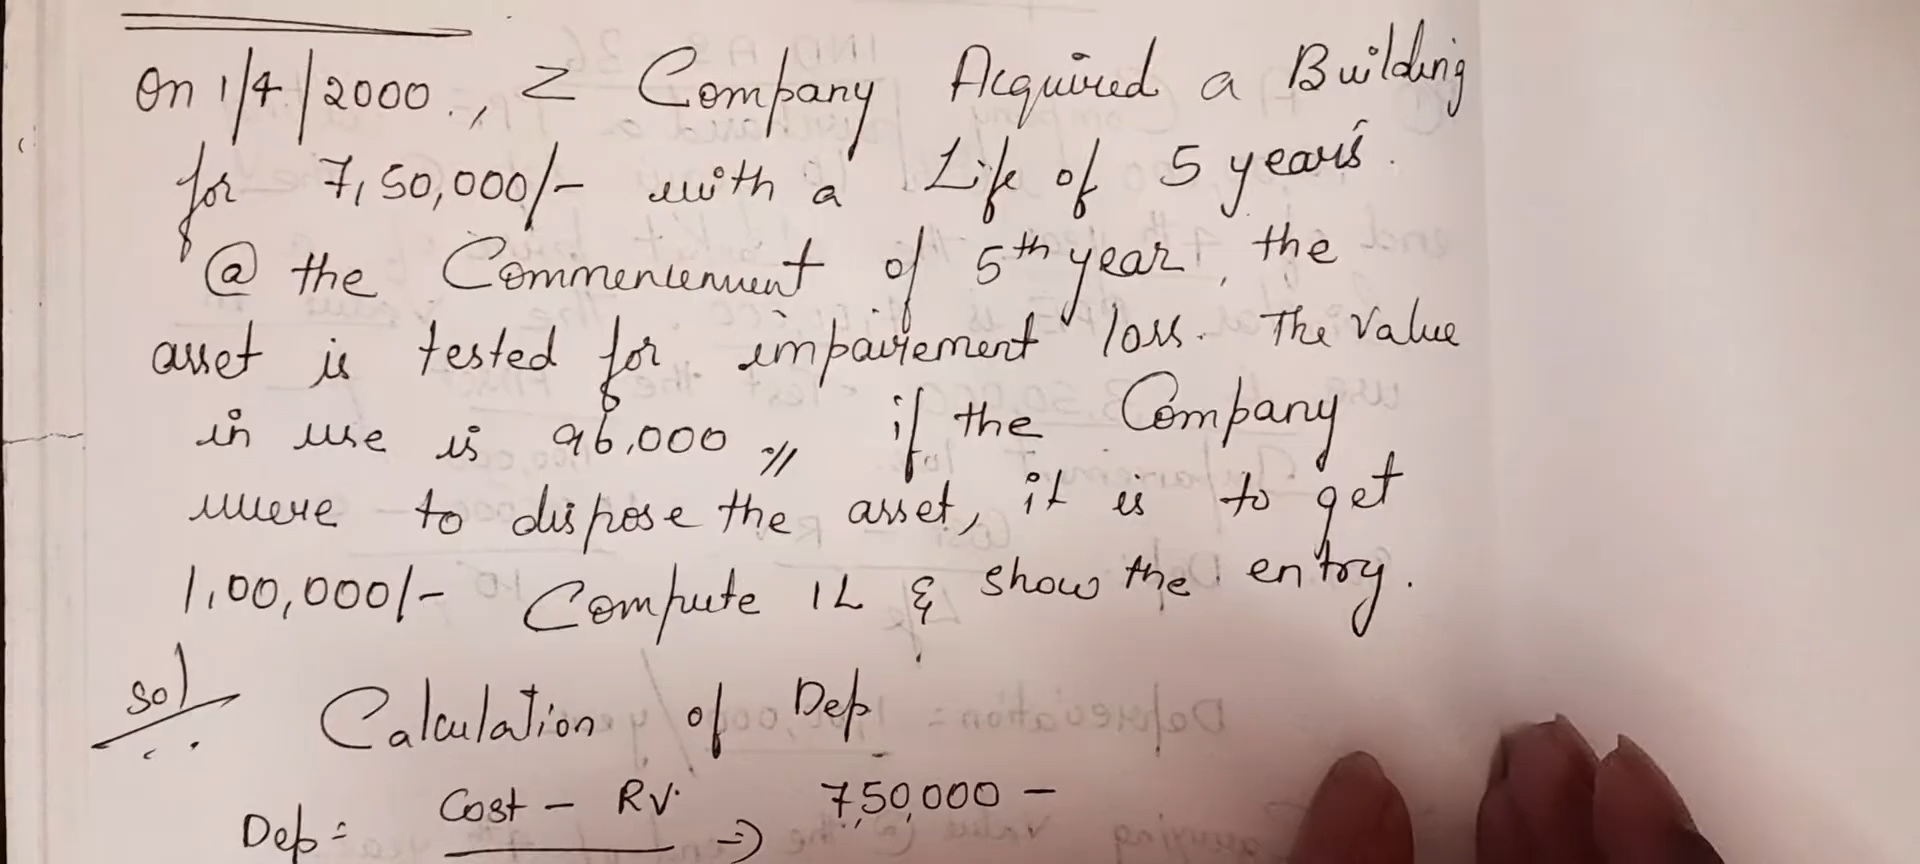 On 1/4/2000., Z Company Acquired a Building
for 7,50,000/- with a Life of 5 years.
@ the Commencement of 5th year, the
asset is tested for impairement loss. The Value
in use is 96,000 // if the Company
were to dispose the asset, it is to get
1,00,000/- Compute IL & show the entry.
Sol
Calculation of Dep
Dep = Cost - RV. => 7,50,000 -